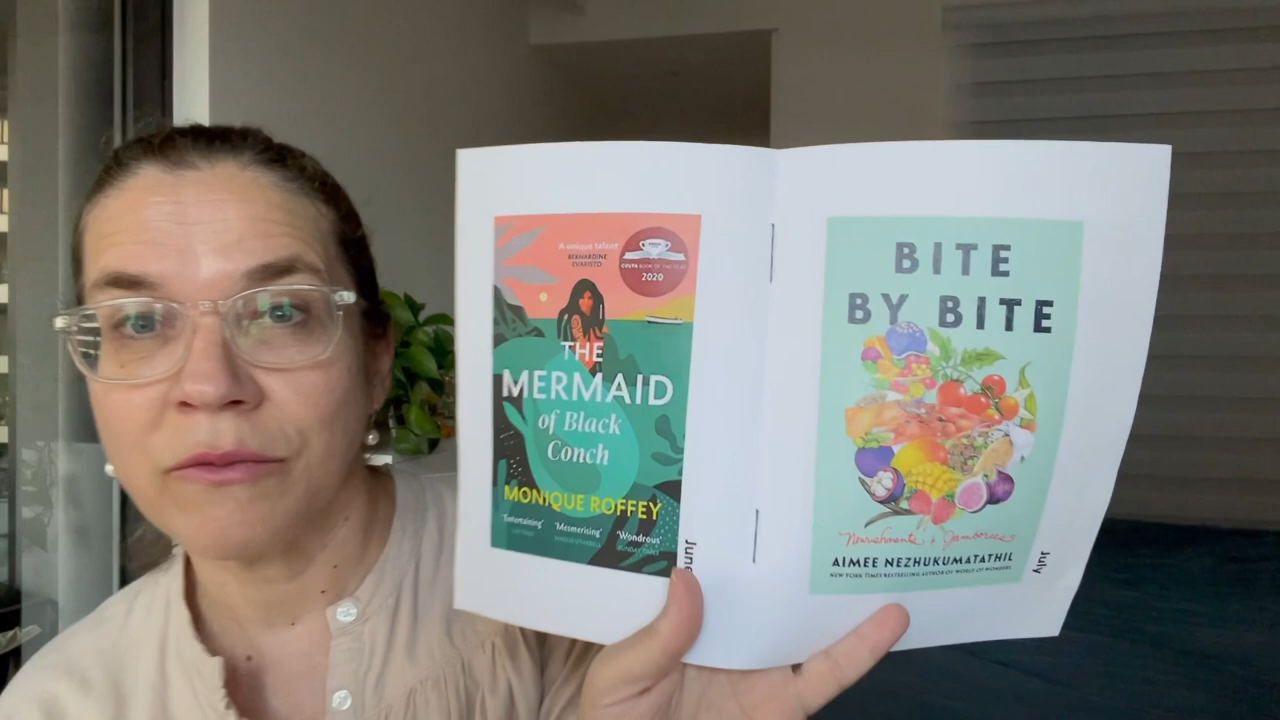 'A unique talent'
BERNARDINE
EVARISTO
COSTA BOOK OF THE YEAR
2020
THE
MERMAID
of Black
Conch
MONIQUE ROFFEY
'Entertaining'
'Mesmerising'
'Wondrous'
SUNDAY TIMES
June
BITE
BY BITE
Nourishments & Jamborees
AIMEE NEZHUKUMATATHIL
NEW YORK TIMES BESTSELLING AUTHOR OF WORLD OF WONDERS
July